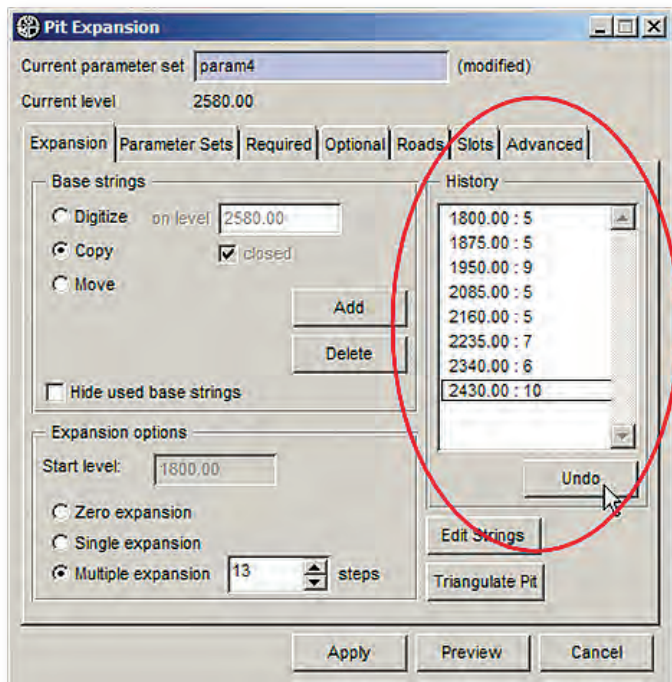 Pit Expansion
Current parameter set param4 (modified)
Current level 2580.00
Expansion Parameter Sets Required Optional Roads Slots Advanced
Base strings
Digitize on level 2580.00
Copy closed
Move
Add
Delete
Hide used base strings
History
1800.00 : 5
1875.00 : 5
1950.00 : 9
2085.00 : 5
2160.00 : 5
2235.00 : 7
2340.00 : 6
2430.00 : 10
Undo
Expansion options
Start level: 1800.00
Zero expansion
Single expansion
Multiple expansion 13 steps
Edit Strings
Triangulate Pit
Apply Preview Cancel